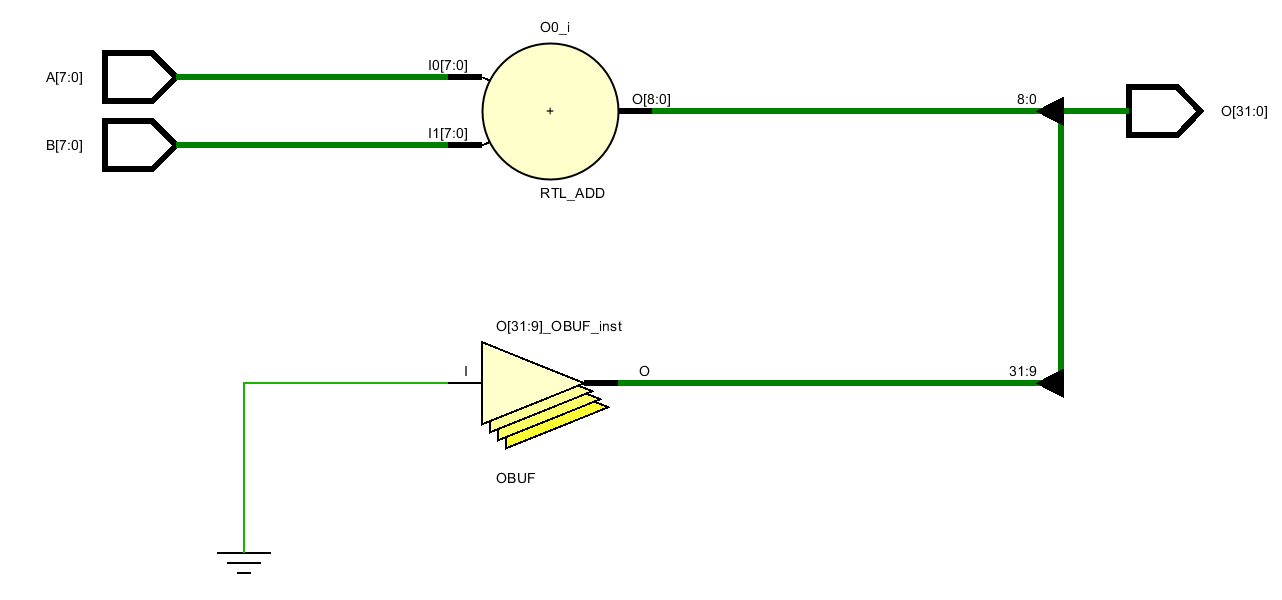 O0_i
A[7:0]
I0[7:0]
B[7:0]
I1[7:0]
+
O[8:0]
8:0
O[31:0]
RTL_ADD
O[31:9]_OBUF_inst
I
O
31:9
OBUF